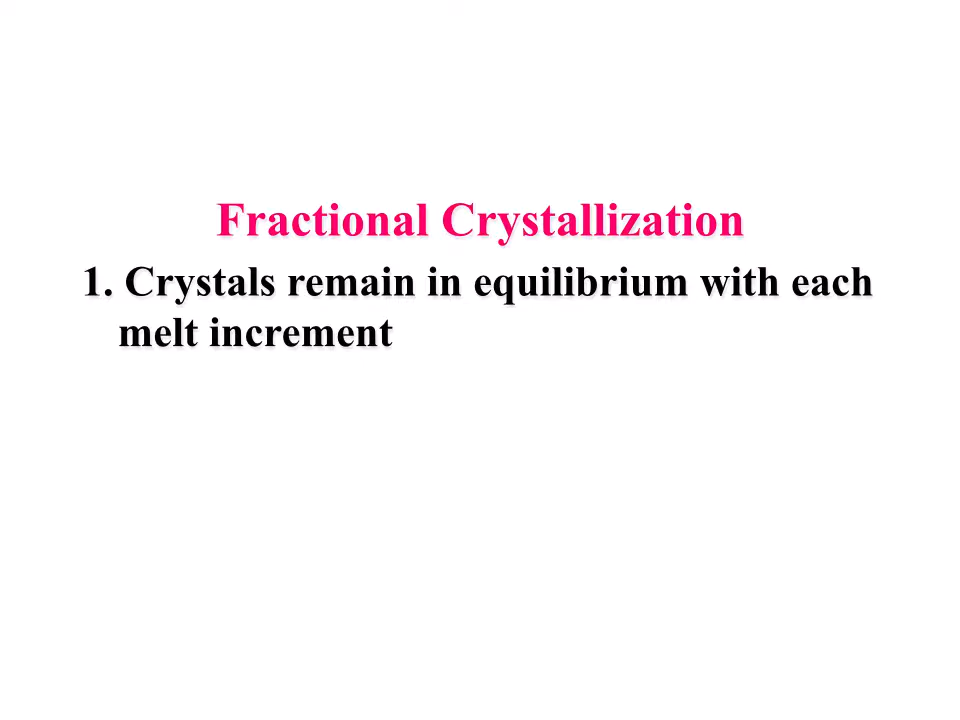 Fractional Crystallization
1. Crystals remain in equilibrium with each
melt increment